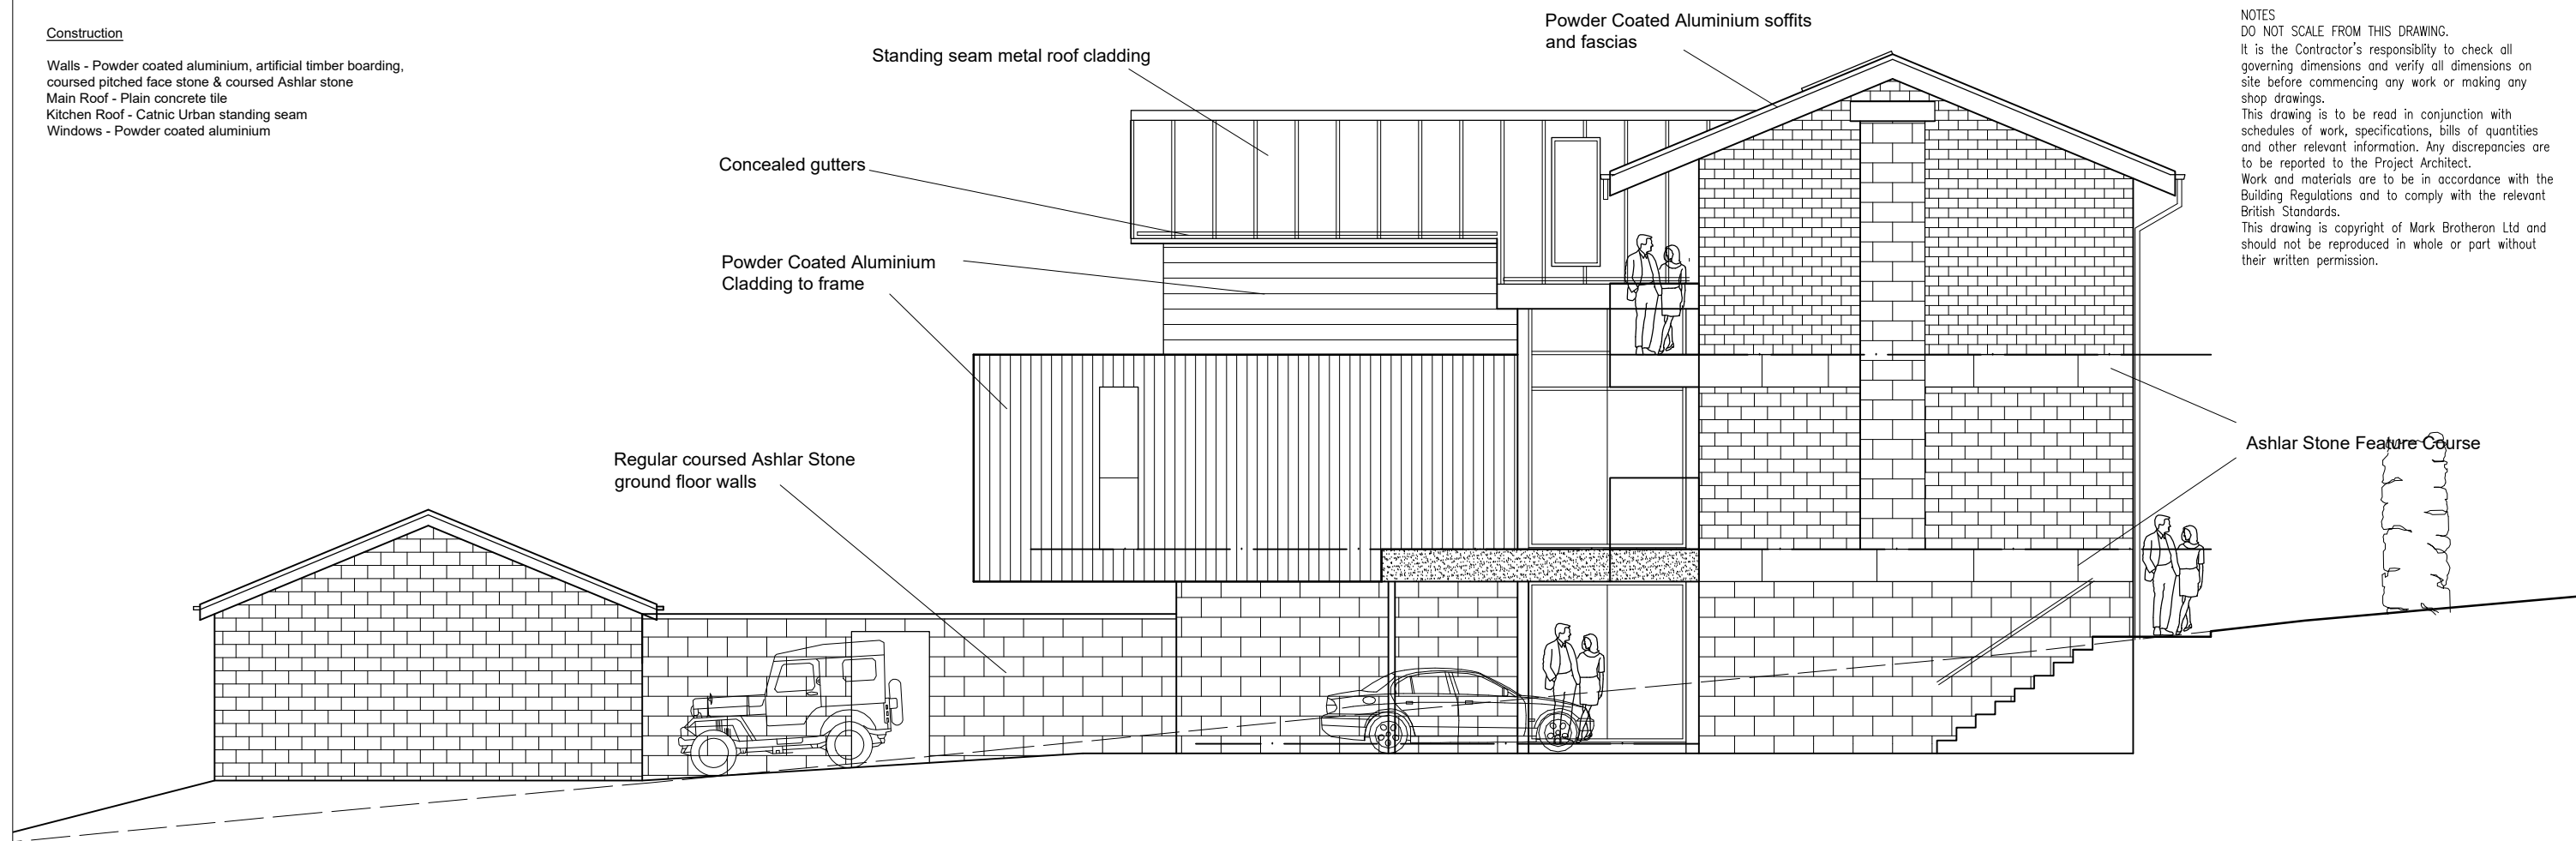 Construction
Walls - Powder coated aluminium, artificial timber boarding,
coursed pitched face stone & coursed Ashlar stone
Main Roof - Plain concrete tile
Kitchen Roof - Catnic Urban standing seam
Windows - Powder coated aluminium
Standing seam metal roof cladding
Powder Coated Aluminium soffits
and fascias
Concealed gutters
Powder Coated Aluminium
Cladding to frame
Regular coursed Ashlar Stone
ground floor walls
Ashlar Stone Feature Course
NOTES
DO NOT SCALE FROM THIS DRAWING.
It is the Contractor's responsiblity to check all
governing dimensions and verify all dimensions on
site before commencing any work or making any
shop drawings.
This drawing is to be read in conjunction with
schedules of work, specifications, bills of quantities
and other relevant information. Any discrepancies are
to be reported to the Project Architect.
Work and materials are to be in accordance with the
Building Regulations and to comply with the relevant
British Standards.
This drawing is copyright of Mark Brotheron Ltd and
should not be reproduced in whole or part without
their written permission.